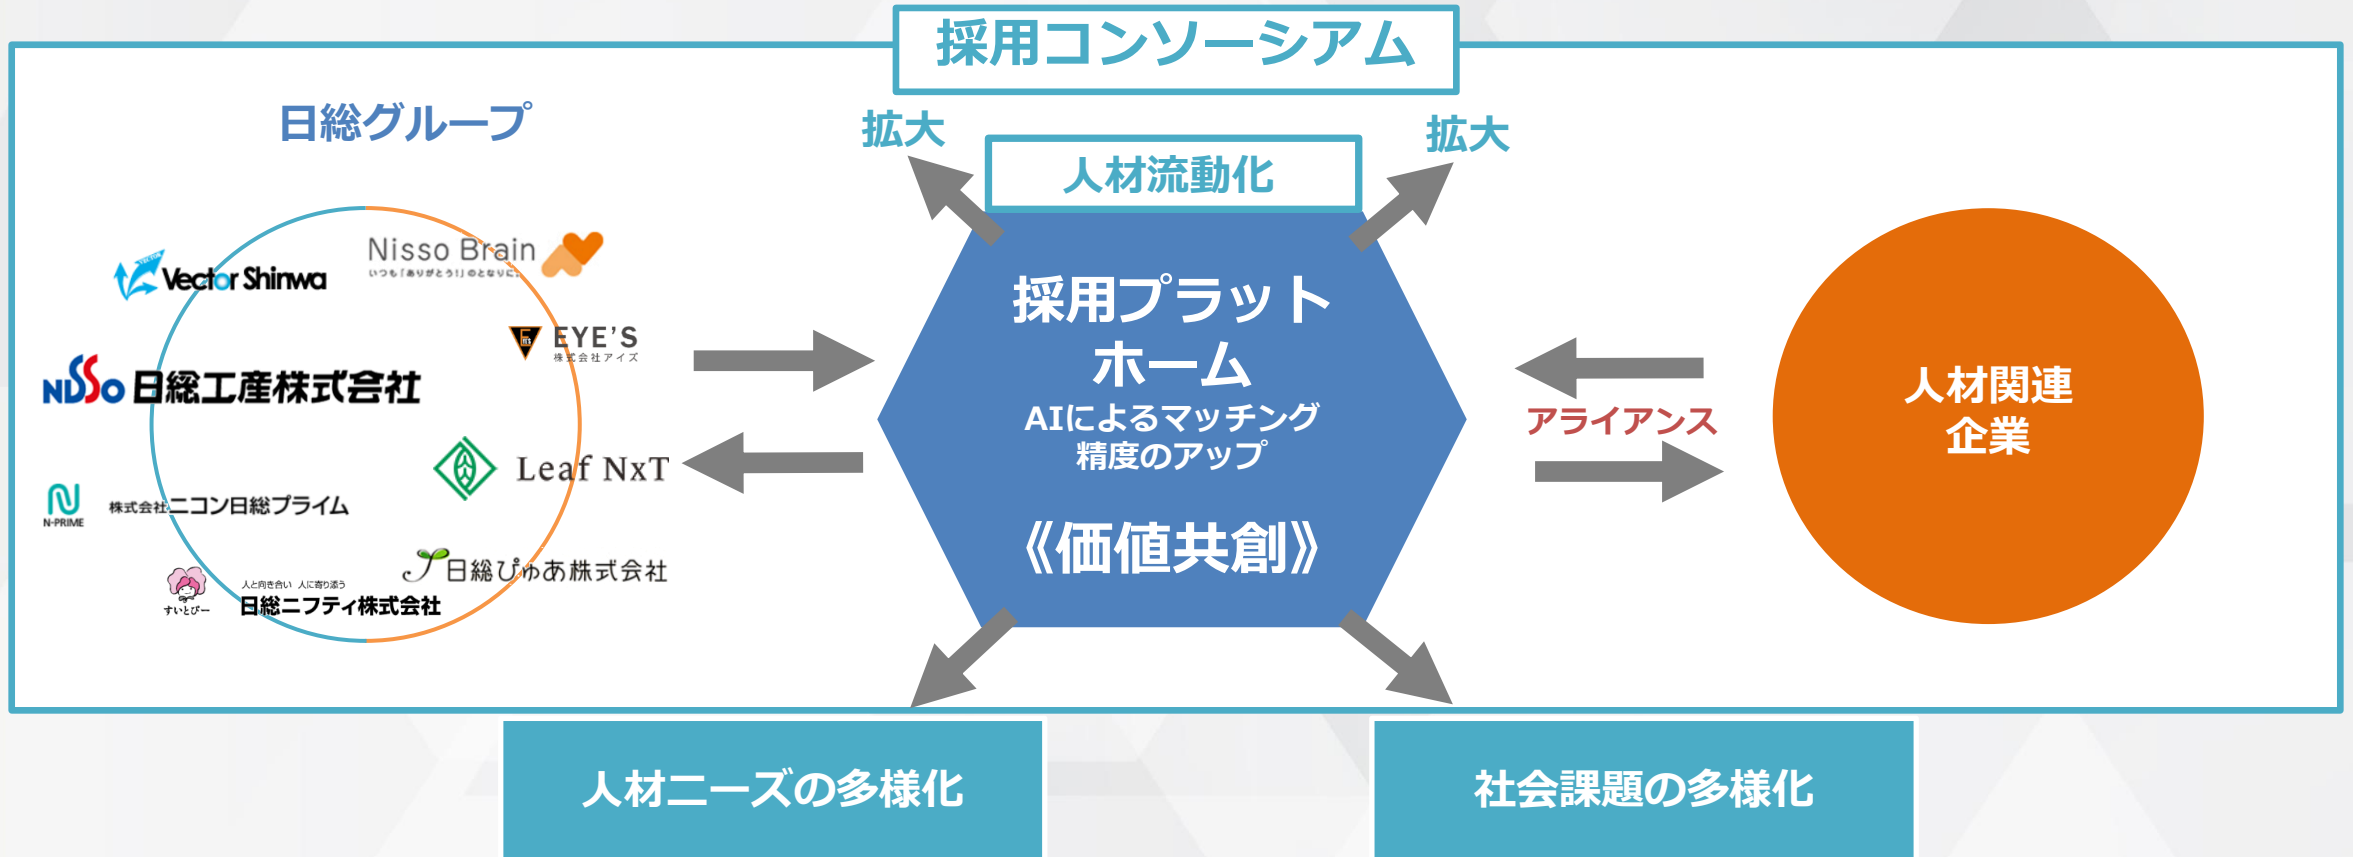 採用コンソーシアム
日総グループ
拡大
拡大
人材流動化
Vector Shinwa
Nisso Brain
いつも「ありがとう!」のとなりに。
EYE'S
株式会社アイズ
NISSO 日総工産株式会社
Leaf NxT
N-PRIME
株式会社ニコン日総プライム
日総ぴゅあ株式会社
すいとぴー
人と向き合い 人に寄り添う
日総ニフティ株式会社
採用プラット
ホーム
AIによるマッチング
精度のアップ
《価値共創》
アライアンス
人材関連
企業
人材ニーズの多様化
社会課題の多様化